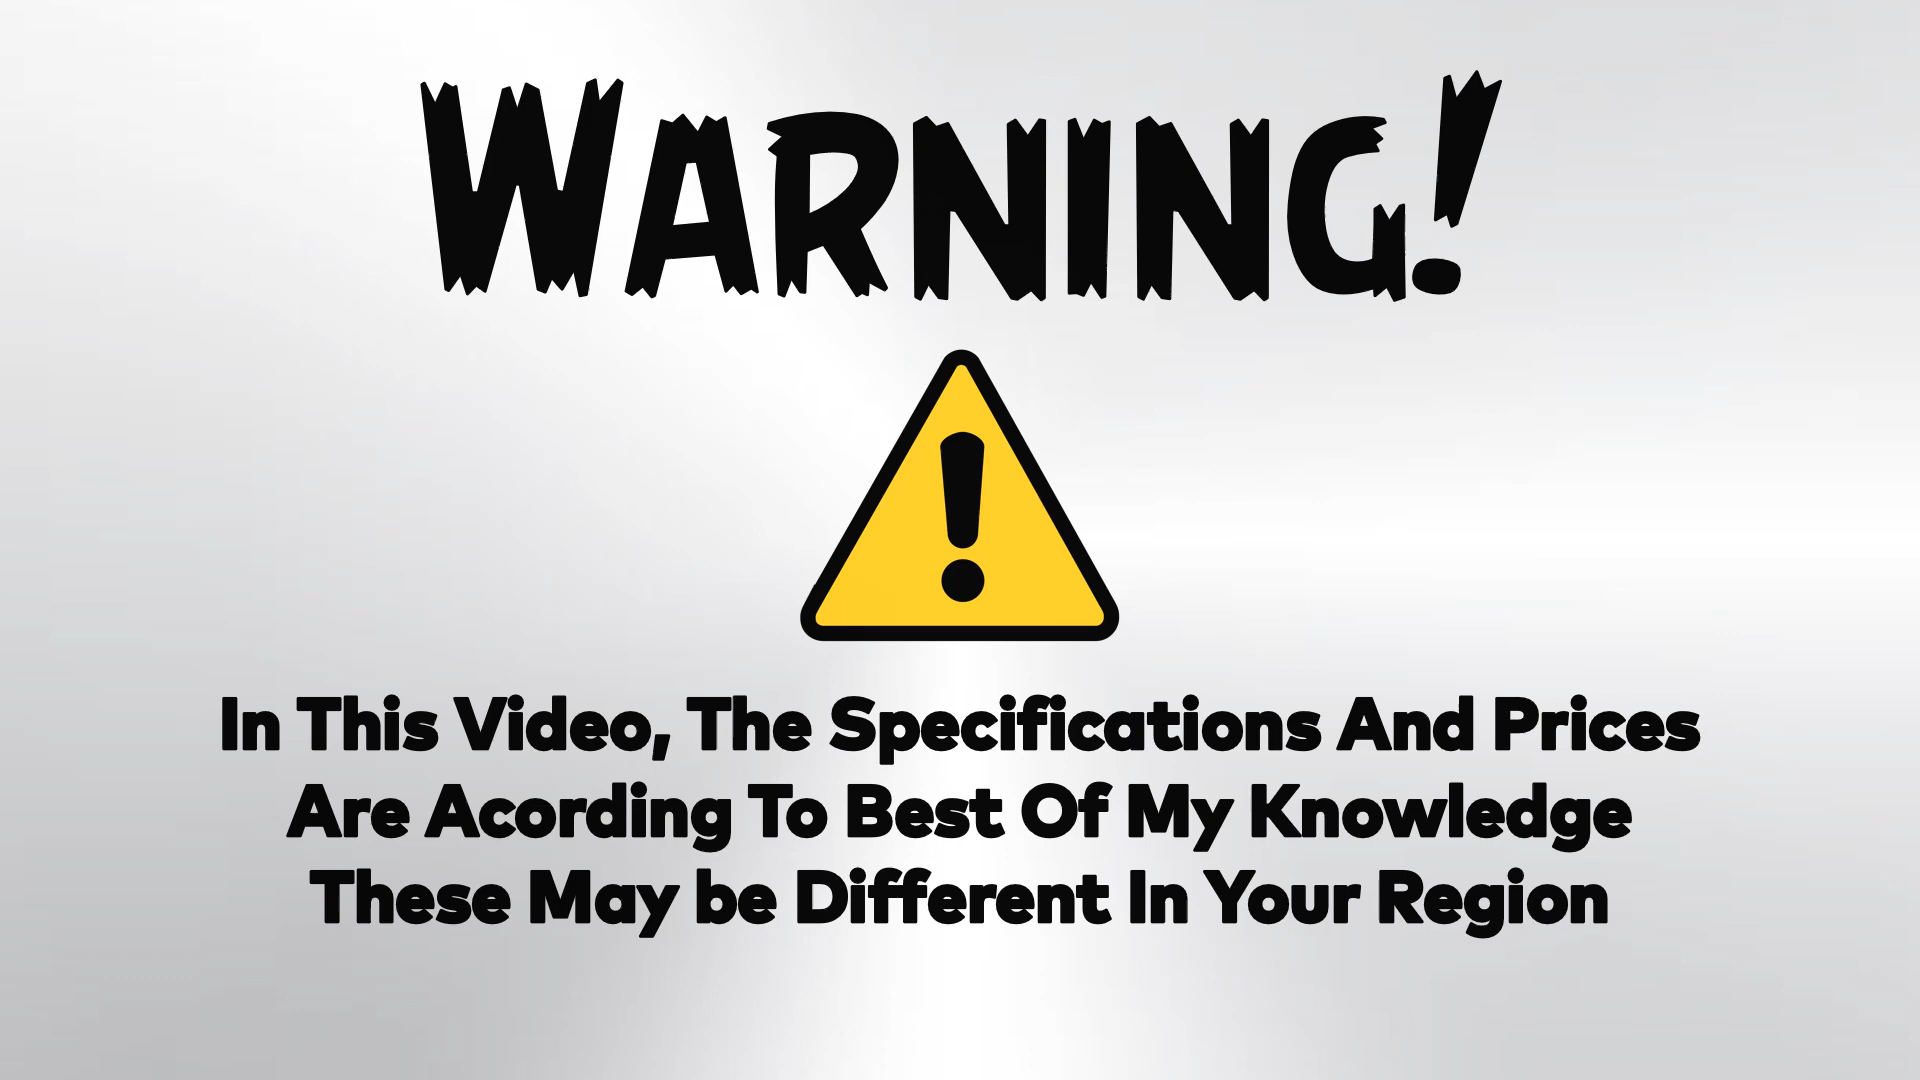 WARNING!
In This Video, The Specifications And Prices
Are Acording To Best Of My Knowledge
These May be Different In Your Region